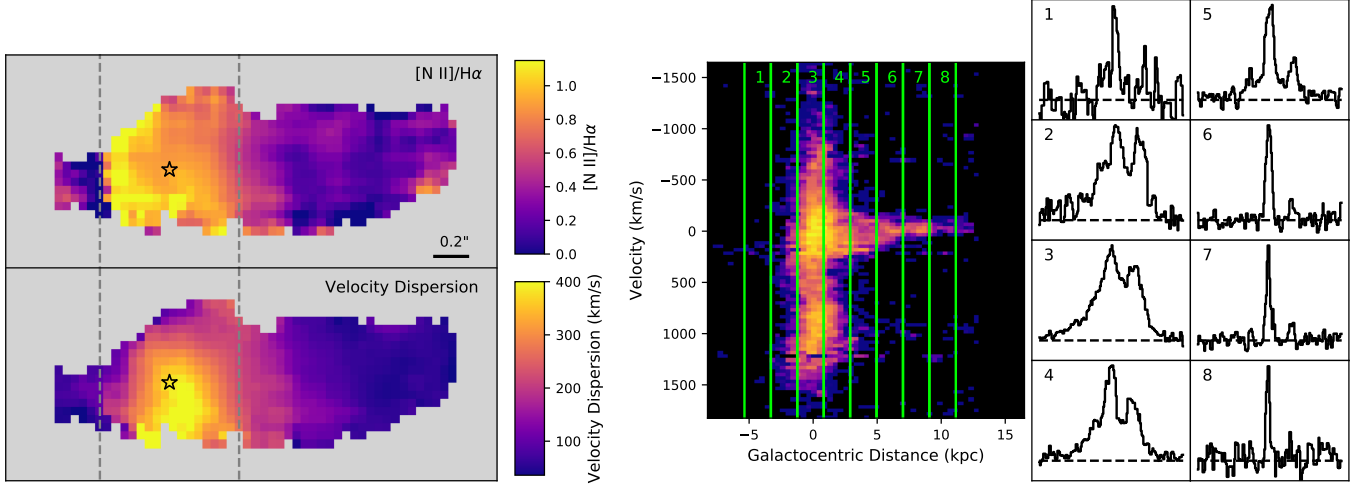 [N II]/Hα
0.2"
Velocity Dispersion
1.0
0.8
0.6
0.4
0.2
0.0
[N II]/Hα
400
300
200
100
Velocity Dispersion (km/s)
1 2 3 4 5 6 7 8
−1500
−1000
−500
0
500
1000
1500
Velocity (km/s)
−5 0 5 10 15
Galactocentric Distance (kpc)
1 5
2 6
3 7
4 8